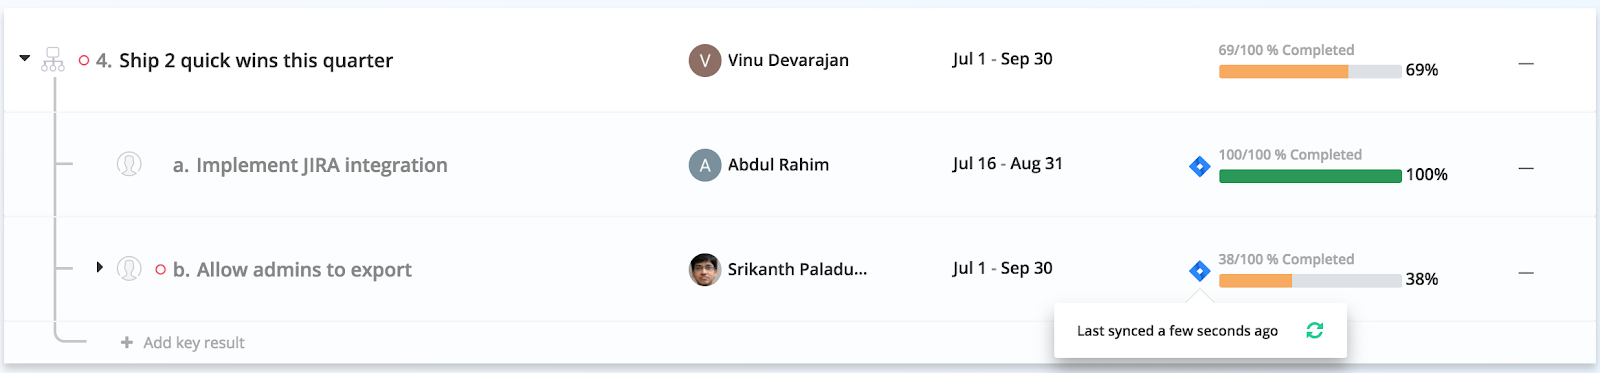 4. Ship 2 quick wins this quarter
V Vinu Devarajan
Jul 1 - Sep 30
69/100 % Completed
69%
a. Implement JIRA integration
A Abdul Rahim
Jul 16 - Aug 31
100/100 % Completed
100%
b. Allow admins to export
Srikanth Paladu...
Jul 1 - Sep 30
38/100 % Completed
38%
Last synced a few seconds ago
+ Add key result